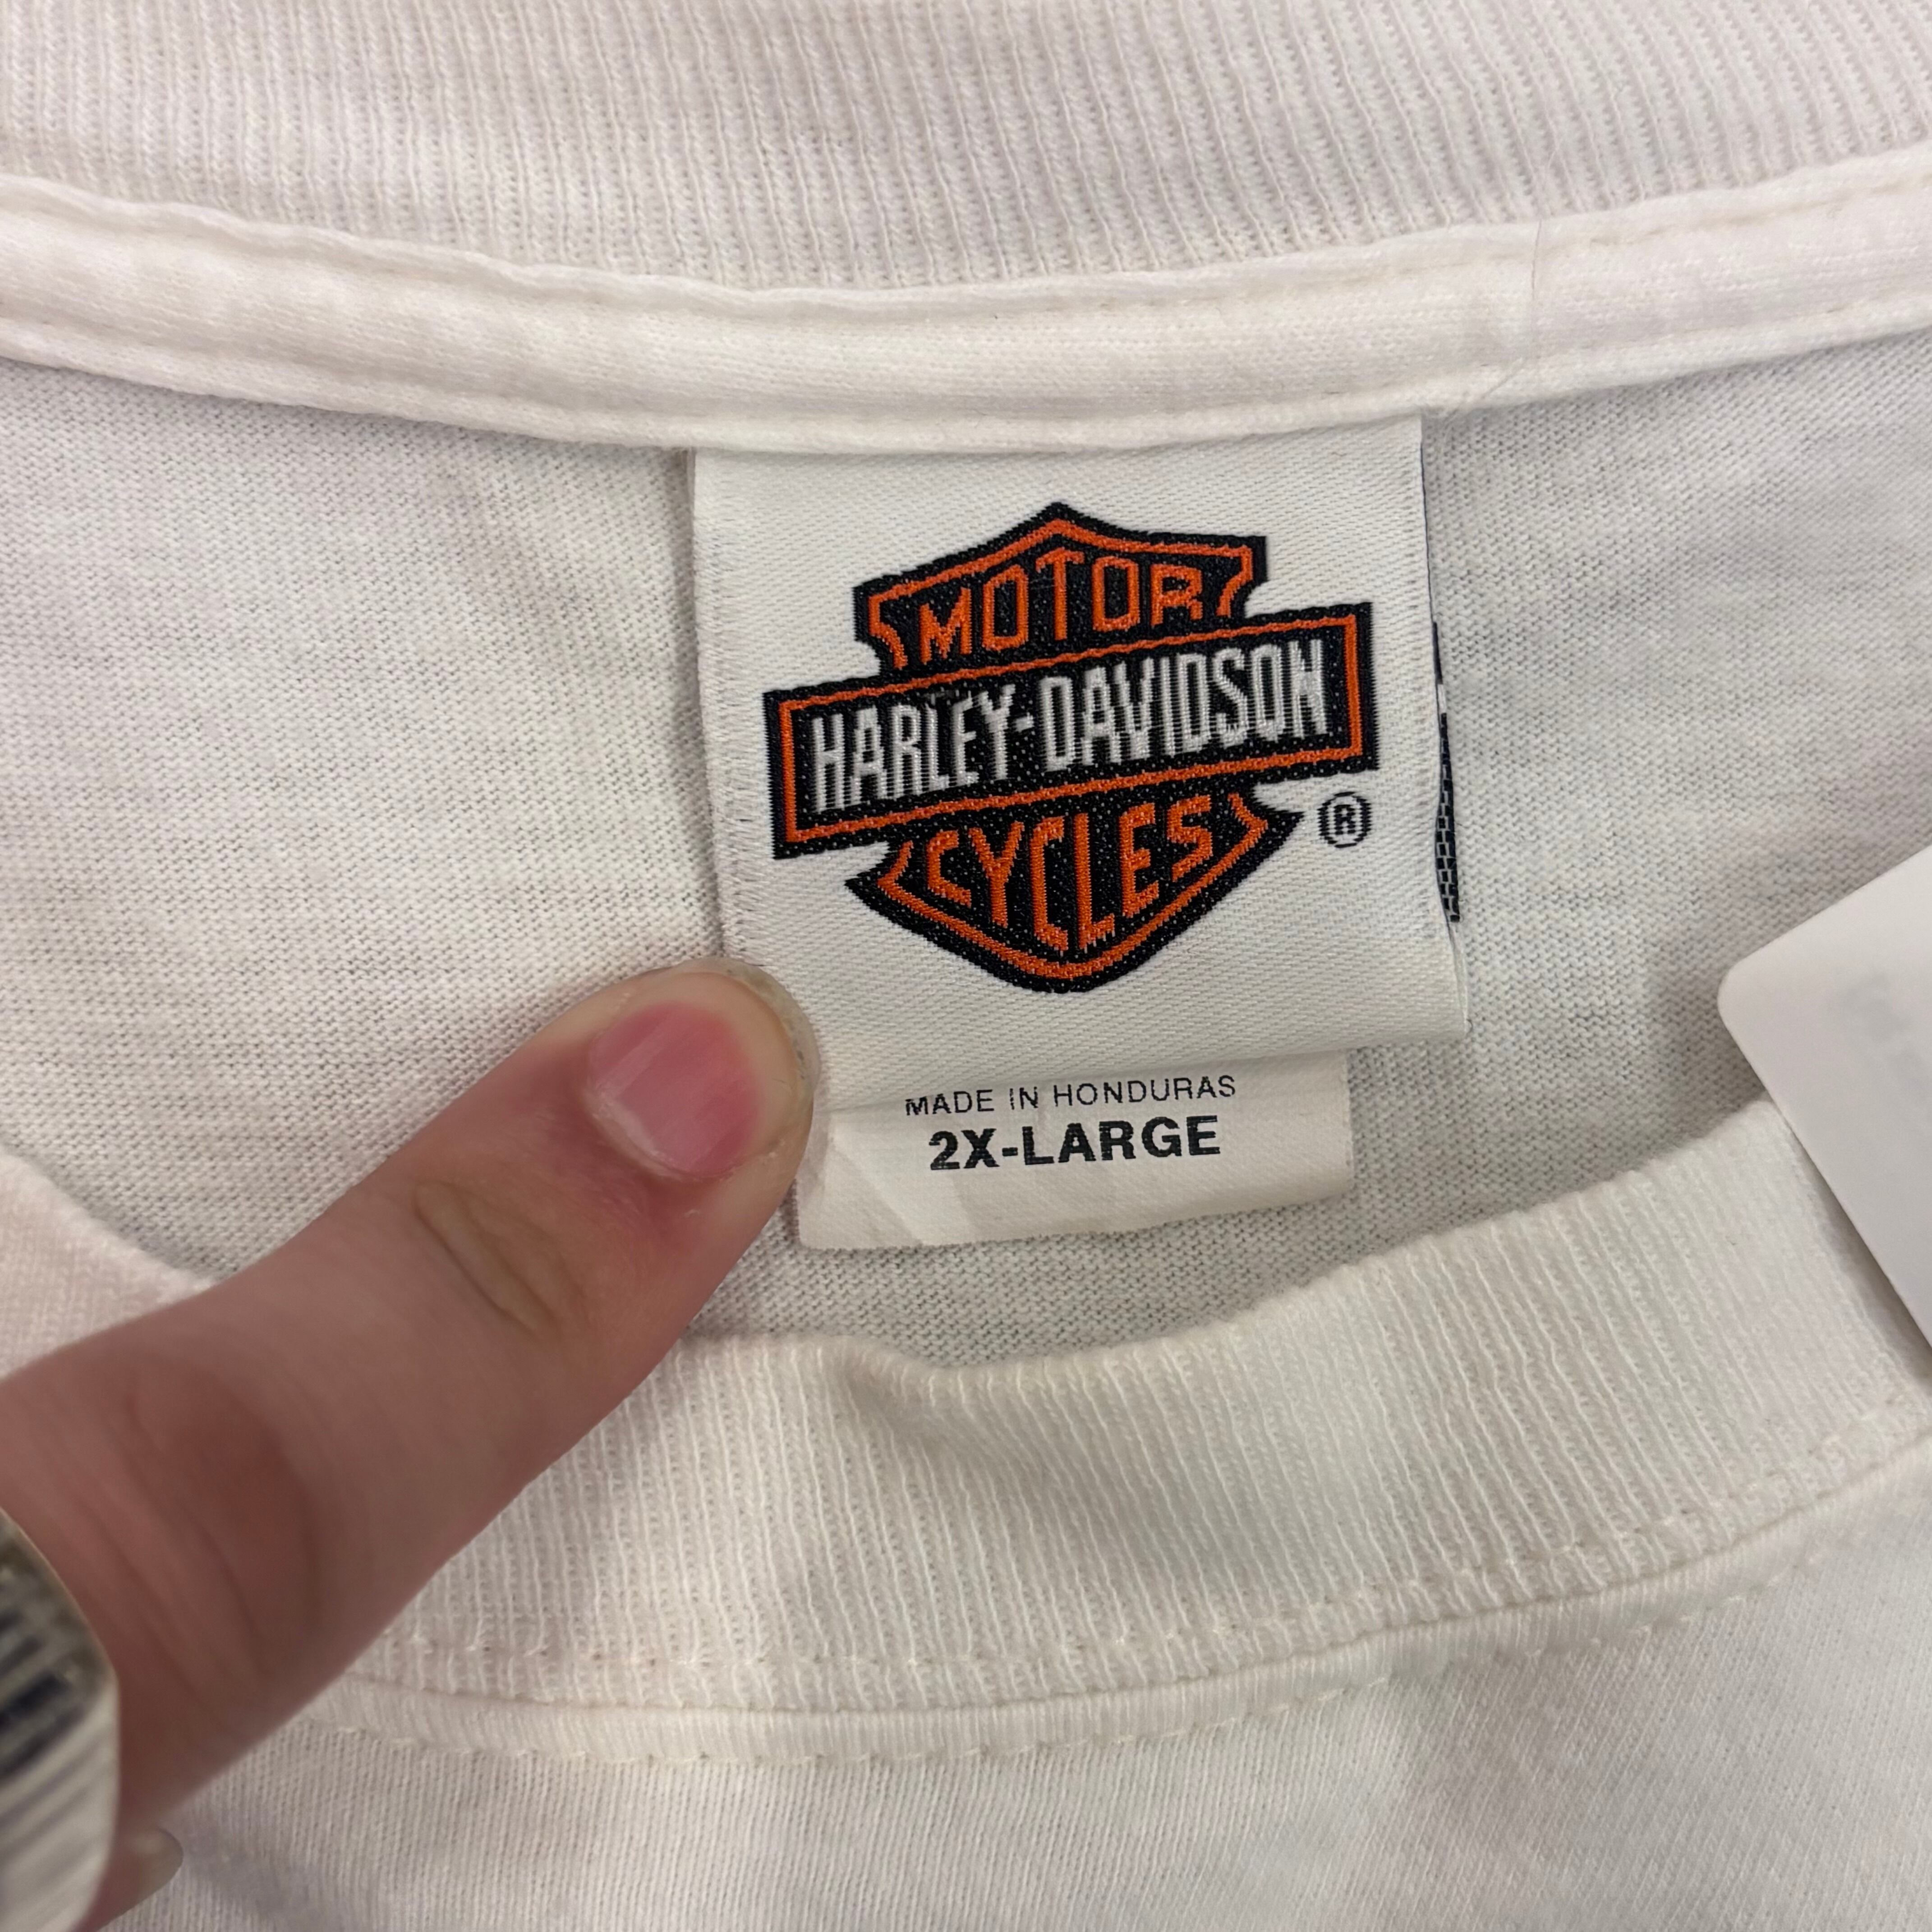 MOTOR
HARLEY-DAVIDSON
CYCLES
®
MADE IN HONDURAS
2X-LARGE